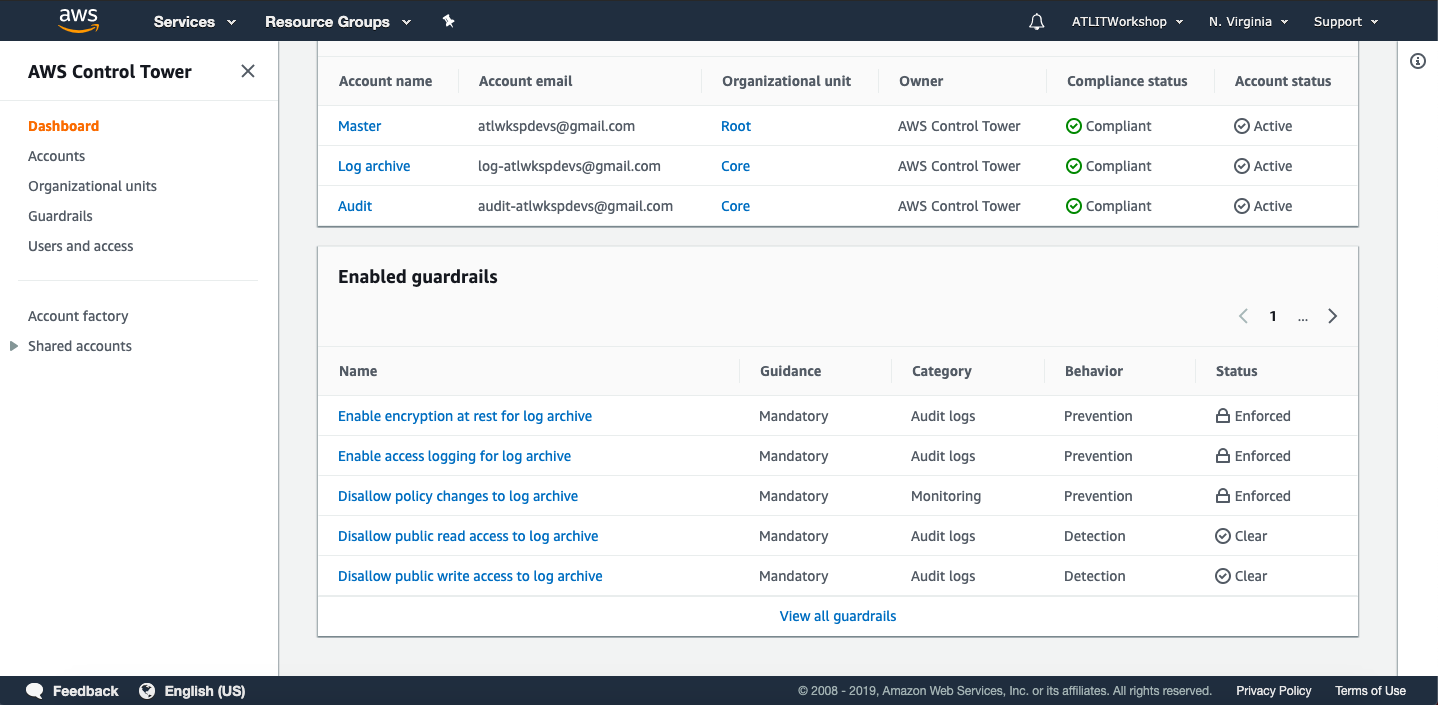 aws Services Resource Groups ATLITWorkshop N. Virginia Support
AWS Control Tower
Dashboard
Accounts
Organizational units
Guardrails
Users and access
Account factory
Shared accounts
Account name Account email Organizational unit Owner Compliance status Account status
Master atlwkspdevs@gmail.com Root AWS Control Tower Compliant Active
Log archive log-atlwkspdevs@gmail.com Core AWS Control Tower Compliant Active
Audit audit-atlwkspdevs@gmail.com Core AWS Control Tower Compliant Active
Enabled guardrails
1 ...
Name Guidance Category Behavior Status
Enable encryption at rest for log archive Mandatory Audit logs Prevention Enforced
Enable access logging for log archive Mandatory Audit logs Prevention Enforced
Disallow policy changes to log archive Mandatory Monitoring Prevention Enforced
Disallow public read access to log archive Mandatory Audit logs Detection Clear
Disallow public write access to log archive Mandatory Audit logs Detection Clear
View all guardrails
Feedback English (US) © 2008 - 2019, Amazon Web Services, Inc. or its affiliates. All rights reserved. Privacy Policy Terms of Use